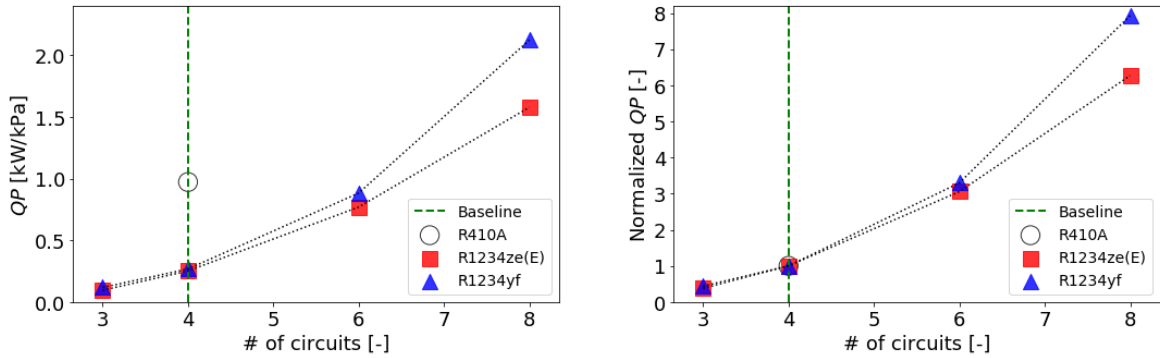 QP [kW/kPa]
2.0
1.5
1.0
0.5
0.0
3 4 5 6 7 8
# of circuits [-]
Baseline
R410A
R1234ze(E)
R1234yf
Normalized QP [-]
8
7
6
5
4
3
2
1
0
3 4 5 6 7 8
# of circuits [-]
Baseline
R410A
R1234ze(E)
R1234yf